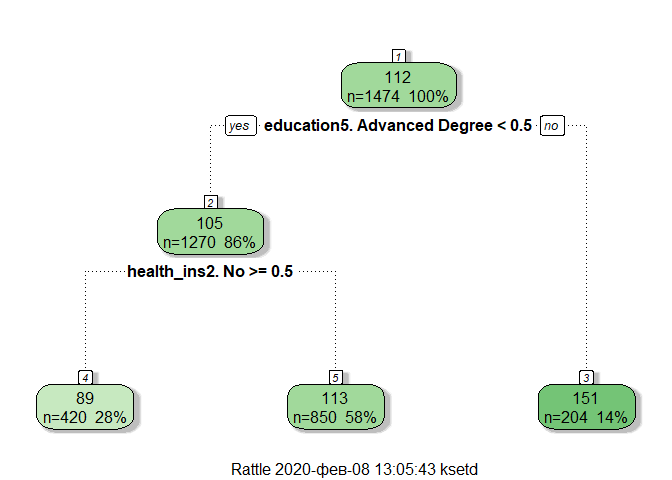 1
112
n=1474 100%
yes education5. Advanced Degree < 0.5 no
2
105
n=1270 86%
health_ins2. No >= 0.5
4
5
3
89
113
151
n=420 28%
n=850 58%
n=204 14%
Rattle 2020-фев-08 13:05:43 ksetd